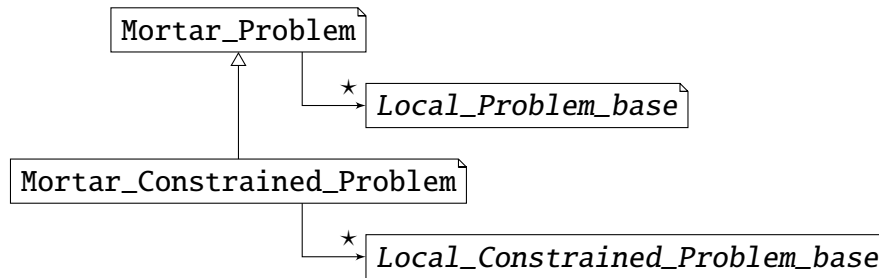 Mortar_Problem
⋆
Local_Problem_base
Mortar_Constrained_Problem
⋆
Local_Constrained_Problem_base